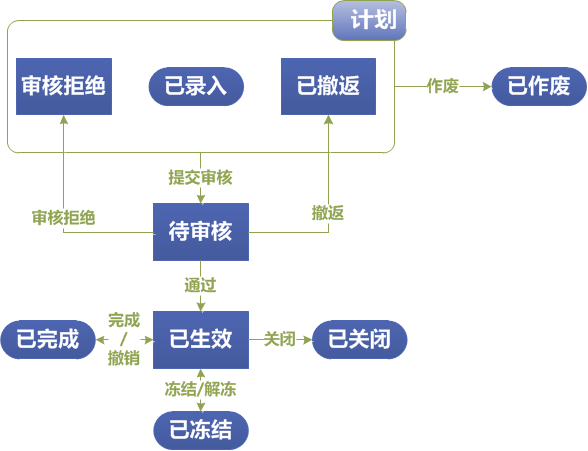 计划
审核拒绝
已录入
已撤返
作废
已作废
提交审核
审核拒绝
待审核
撤返
通过
已完成
完成
/
撤销
已生效
关闭
已关闭
冻结/解冻
已冻结